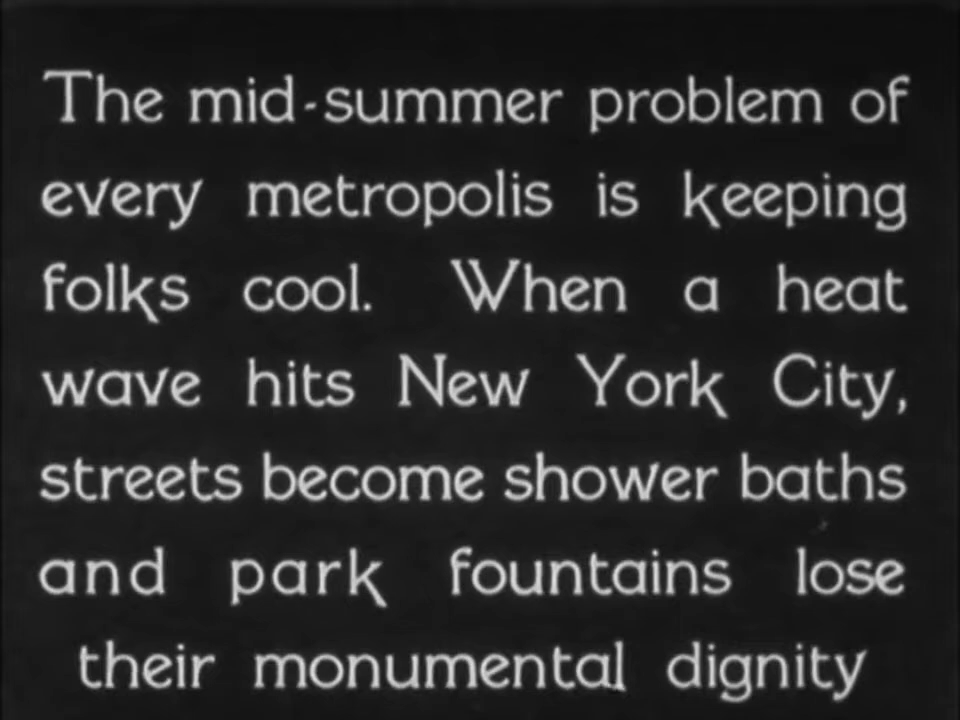 The mid-summer problem of
every metropolis is keeping
folks cool. When a heat
wave hits New York City,
streets become shower baths
and park fountains lose
their monumental dignity